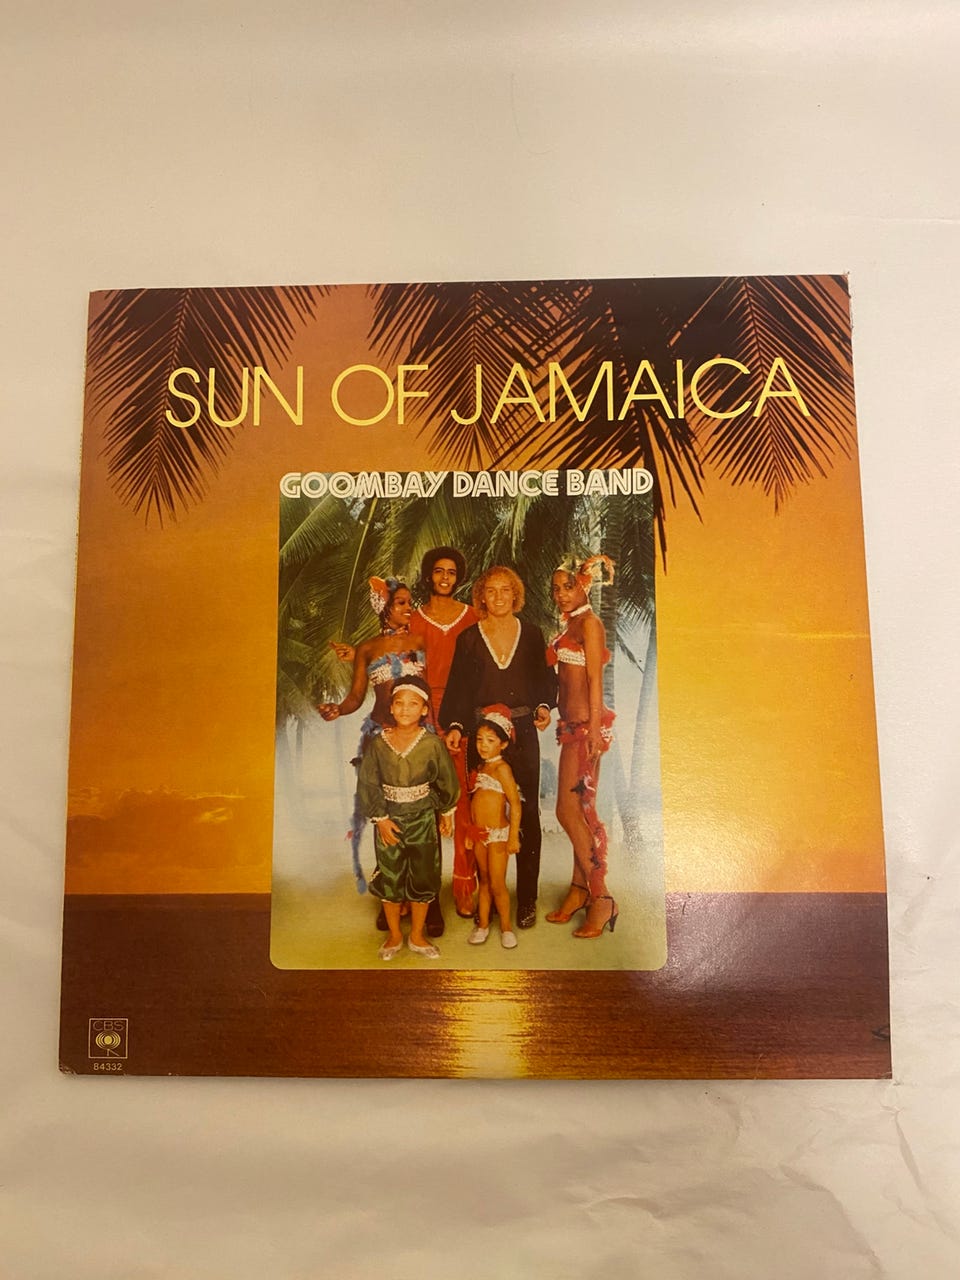 SUN OF JAMAICA
GOOMBAY DANCE BAND
CBS
84332